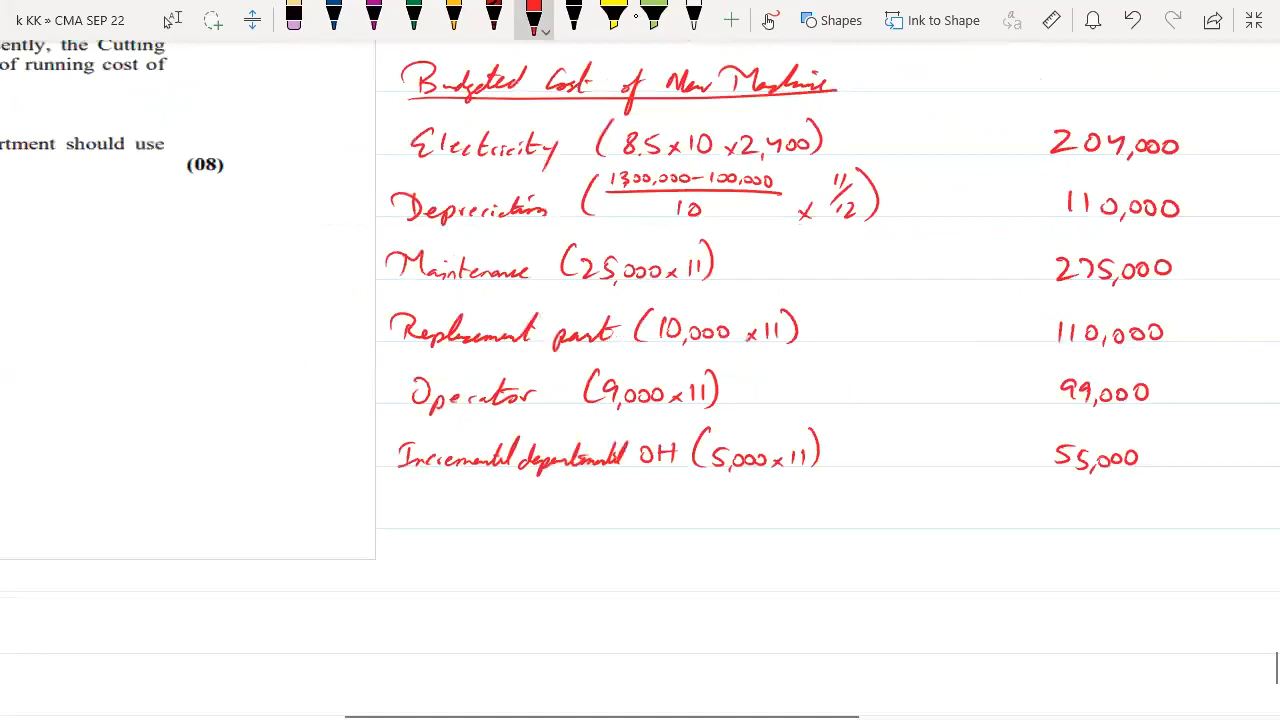 k KK » CMA SEP 22
Shapes
Ink to Shape
ently, the Cutting
of running cost of
rtment should use
(08)
Budgeted Cost of New Machine
Electricity (8.5 x 10 x 2,400) 204,000
Depreciation (1300,000 - 100,000 / 10 x 11/12) 110,000
Maintenance (25,000 x 11) 275,000
Replacement part (10,000 x 11) 110,000
Operator (9,000 x 11) 99,000
Incremental departmental OH (5,000 x 11) 55,000